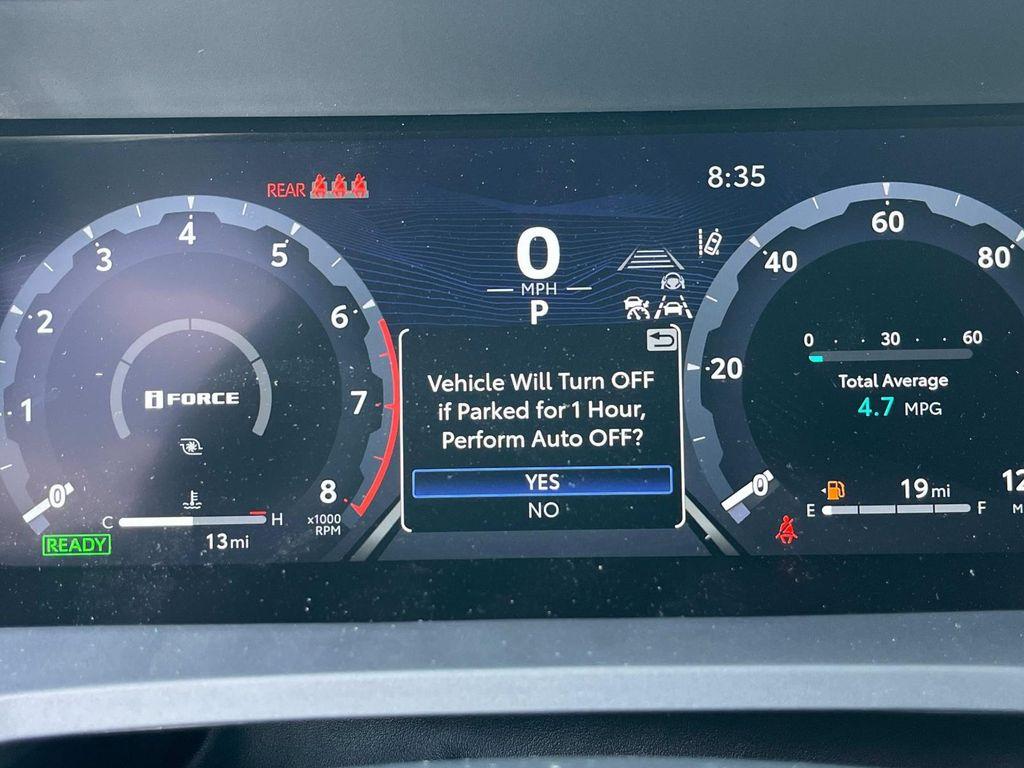 REAR
8:35
0
MPH
P
0
1
2
3
4
5
6
7
8
x1000
RPM
iFORCE
C
H
READY
13mi
Vehicle Will Turn OFF
if Parked for 1 Hour,
Perform Auto OFF?
YES
NO
0
20
40
60
80
0 30 60
Total Average
4.7 MPG
19mi
E
F